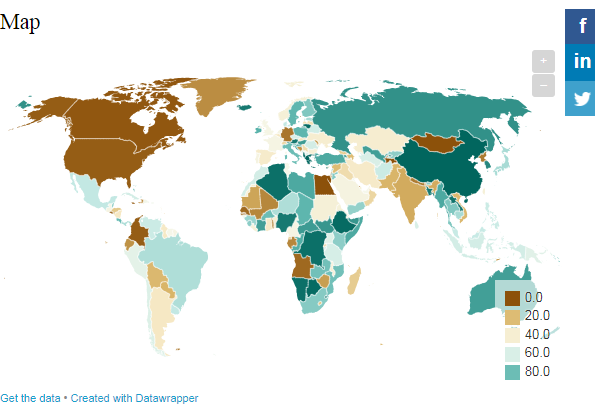 Map
f
in
+
−
0.0
20.0
40.0
60.0
80.0
Get the data • Created with Datawrapper